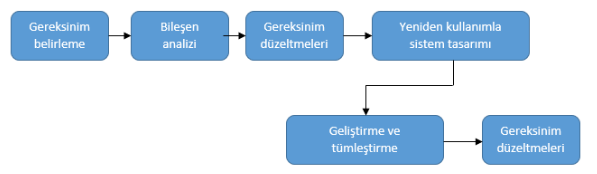 Gereksinim
belirleme
Bileşen
analizi
Gereksinim
düzeltmeleri
Yeniden kullanımla
sistem tasarımı
Geliştirme ve
tümleştirme
Gereksinim
düzeltmeleri